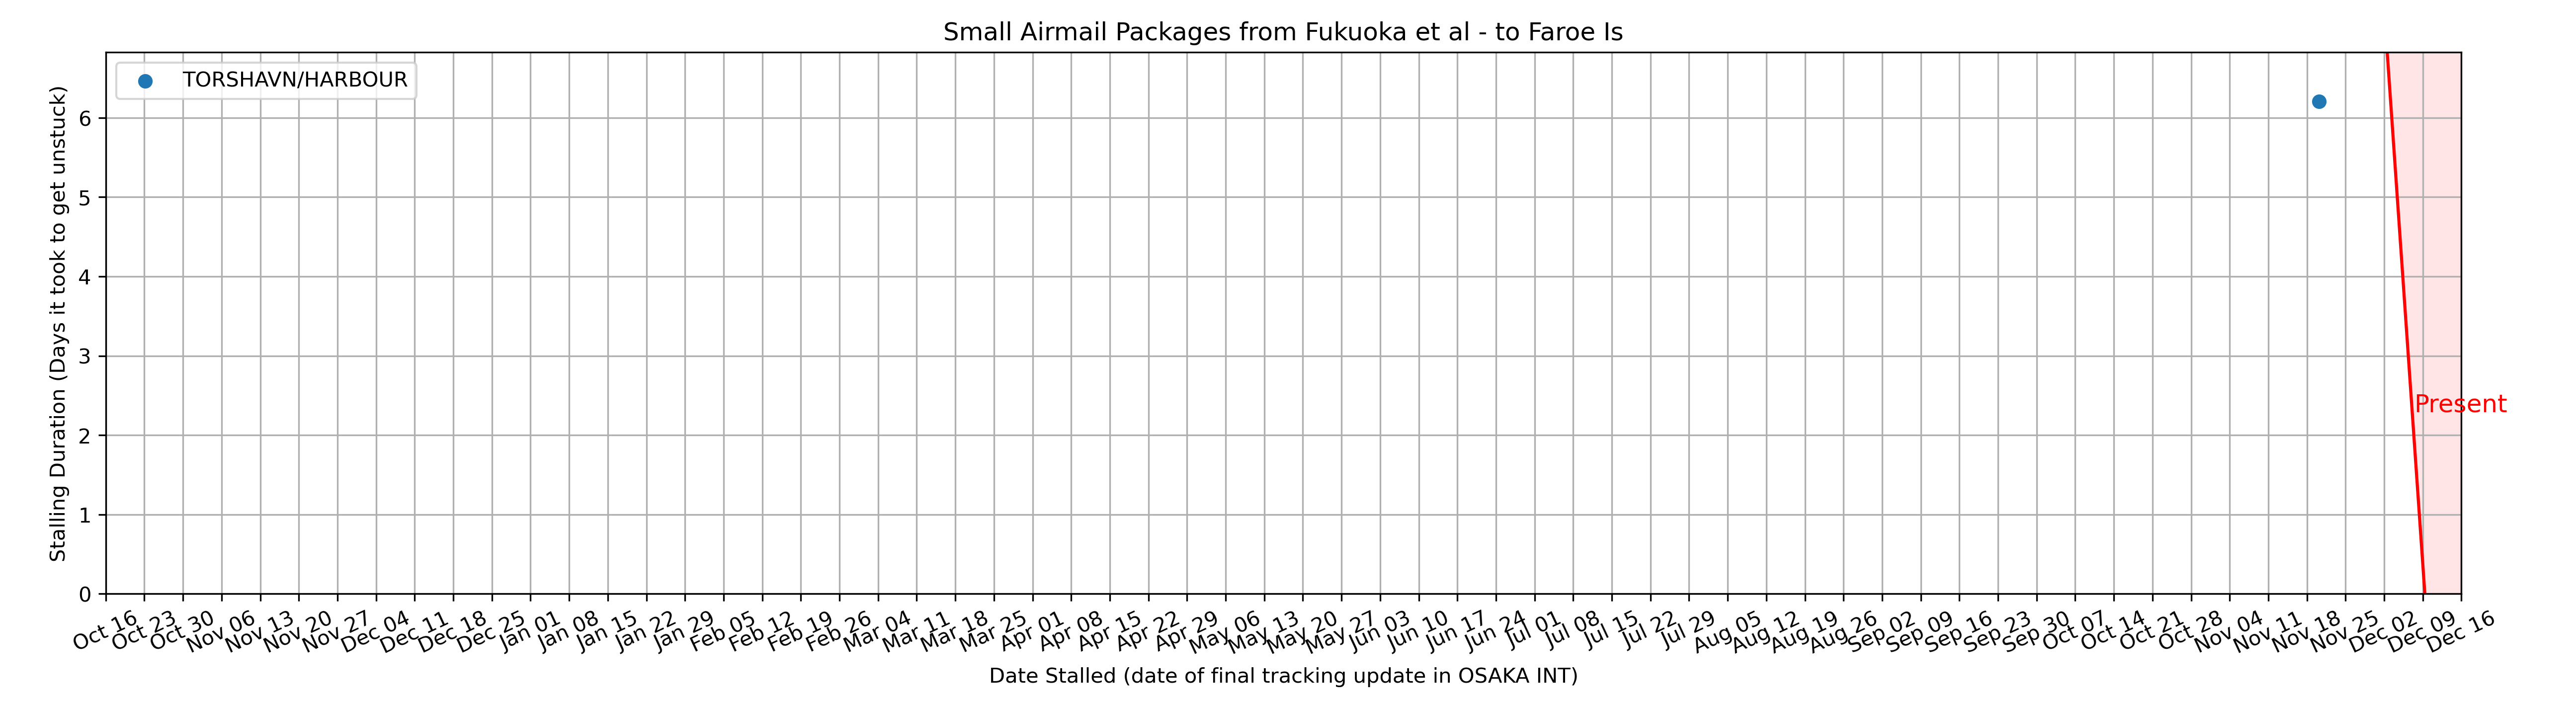 Small Airmail Packages from Fukuoka et al - to Faroe Is
TORSHAVN/HARBOUR
Stalling Duration (Days it took to get unstuck)
6
5
4
3
2
1
0
Present
Oct 16 Oct 23 Oct 30 Nov 06 Nov 13 Nov 20 Nov 27 Dec 04 Dec 11 Dec 18 Dec 25 Jan 01 Jan 08 Jan 15 Jan 22 Jan 29 Feb 05 Feb 12 Feb 19 Feb 26 Mar 04 Mar 11 Mar 18 Mar 25 Apr 01 Apr 08 Apr 15 Apr 22 Apr 29 May 06 May 13 May 20 May 27 Jun 03 Jun 10 Jun 17 Jun 24 Jul 01 Jul 08 Jul 15 Jul 22 Jul 29 Aug 05 Aug 12 Aug 19 Aug 26 Sep 02 Sep 09 Sep 16 Sep 23 Sep 30 Oct 07 Oct 14 Oct 21 Oct 28 Nov 04 Nov 11 Nov 18 Nov 25 Dec 02 Dec 09 Dec 16
Date Stalled (date of final tracking update in OSAKA INT)